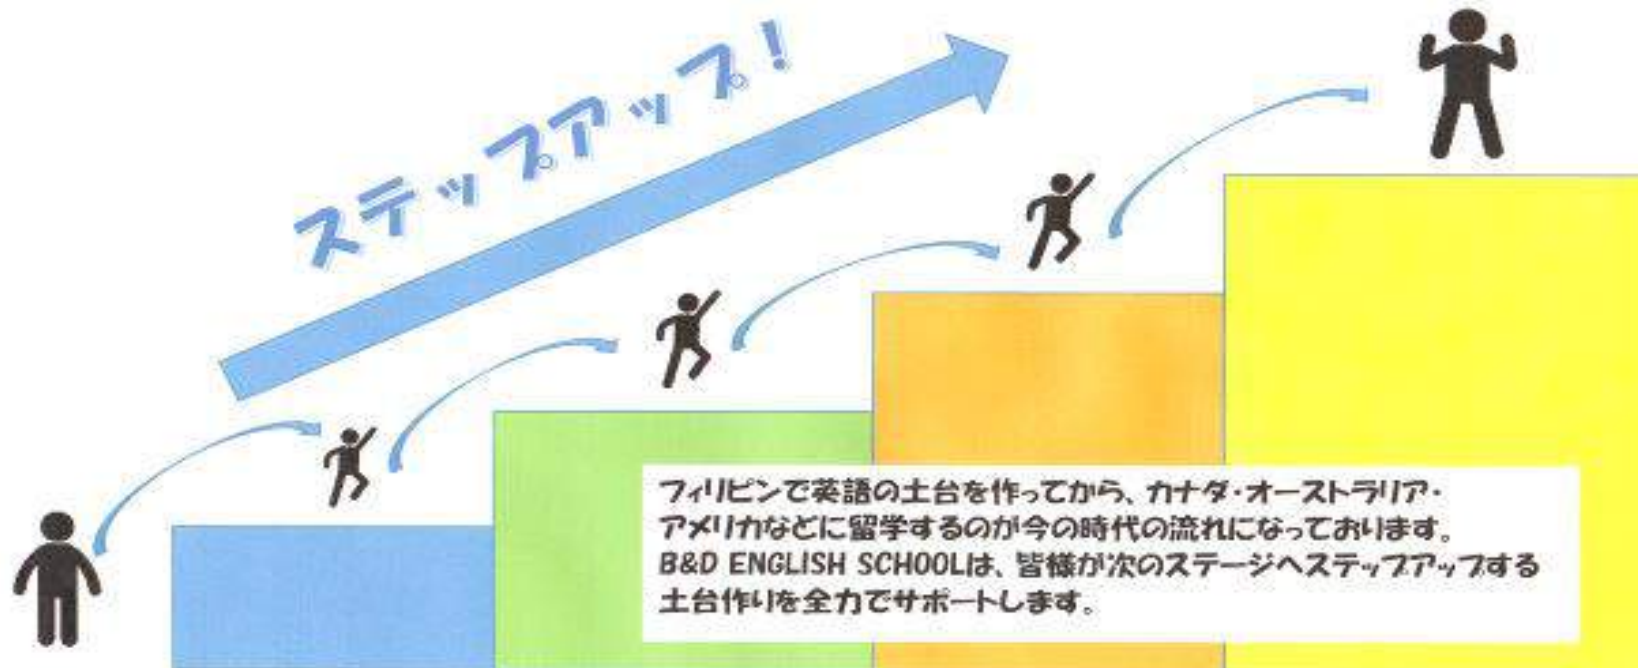 ステップアップ!
フィリピンで英語の土台を作ってから、カナダ・オーストラリア・
アメリカなどに留学するのが今の時代の流れになっております。
B&D ENGLISH SCHOOLは、皆様が次のステージへステップアップする
土台作りを全力でサポートします。